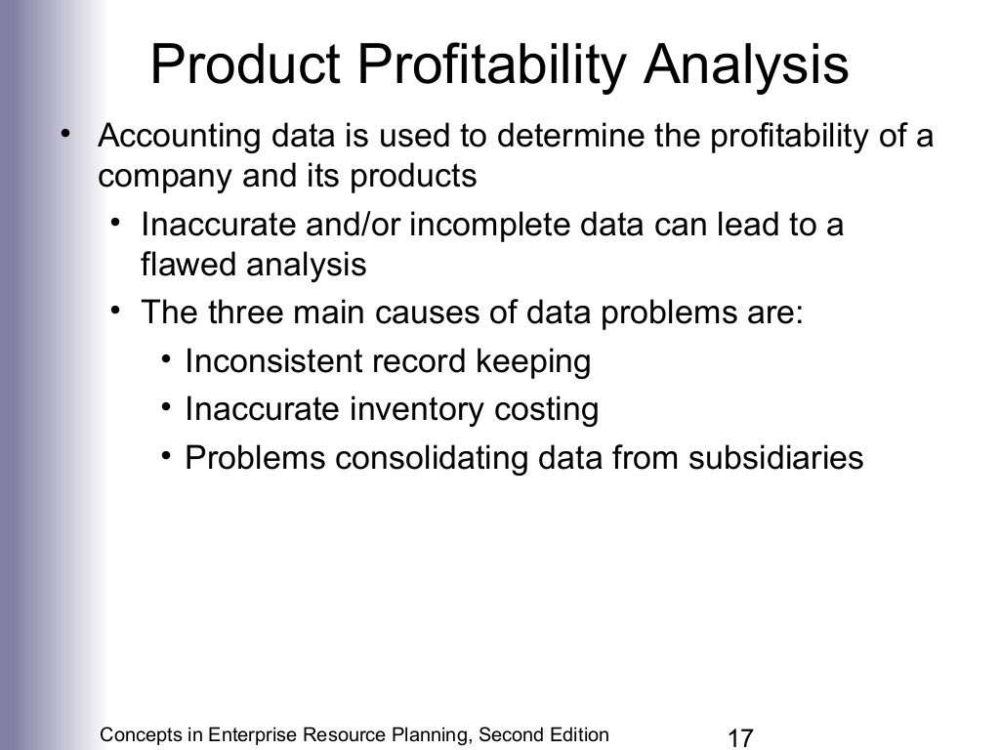 Product Profitability Analysis
• Accounting data is used to determine the profitability of a
company and its products
• Inaccurate and/or incomplete data can lead to a
flawed analysis
• The three main causes of data problems are:
• Inconsistent record keeping
• Inaccurate inventory costing
• Problems consolidating data from subsidiaries
Concepts in Enterprise Resource Planning, Second Edition
17